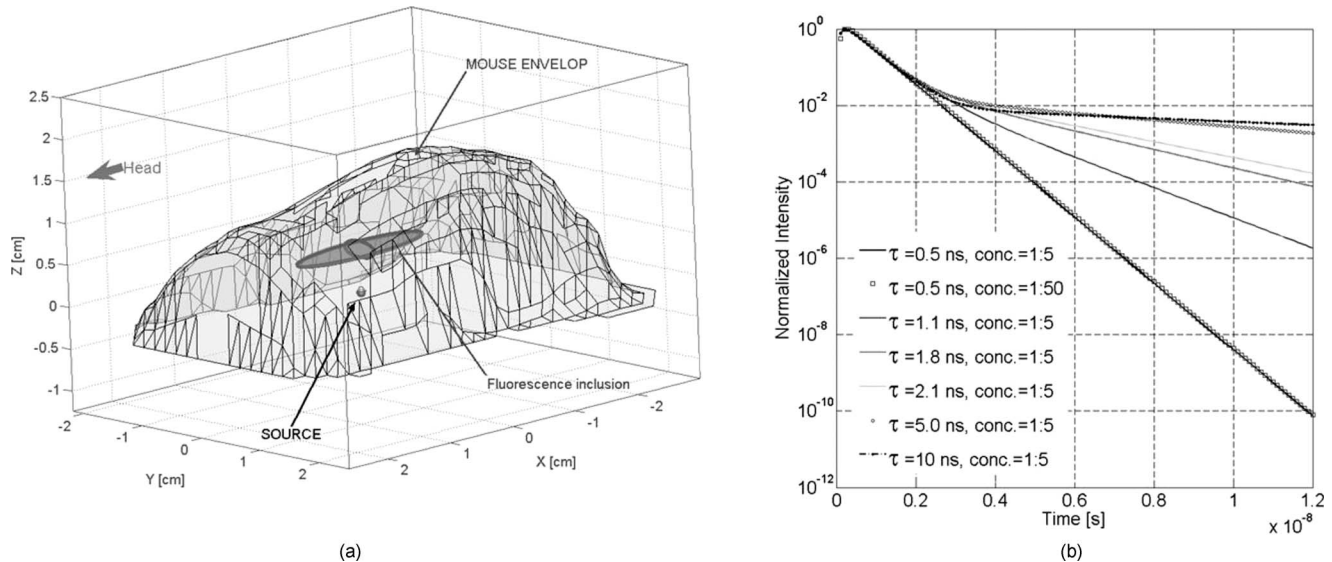 MOUSE ENVELOP
Head
Fluorescence inclusion
SOURCE
Z [cm]
2.5
2
1.5
1
0.5
0
-0.5
-1
-2
-1
0
1
2
Y [cm]
2
1
0
-1
-2
X [cm]
(a)
Normalized Intensity
10^0
10^-2
10^-4
10^-6
10^-8
10^-10
10^-12
τ =0.5 ns, conc.=1:5
τ =0.5 ns, conc.=1:50
τ =1.1 ns, conc.=1:5
τ =1.8 ns, conc.=1:5
τ =2.1 ns, conc.=1:5
τ =5.0 ns, conc.=1:5
τ =10 ns, conc.=1:5
0 0.2 0.4 0.6 0.8 1 1.2
Time [s]
x 10^-8
(b)